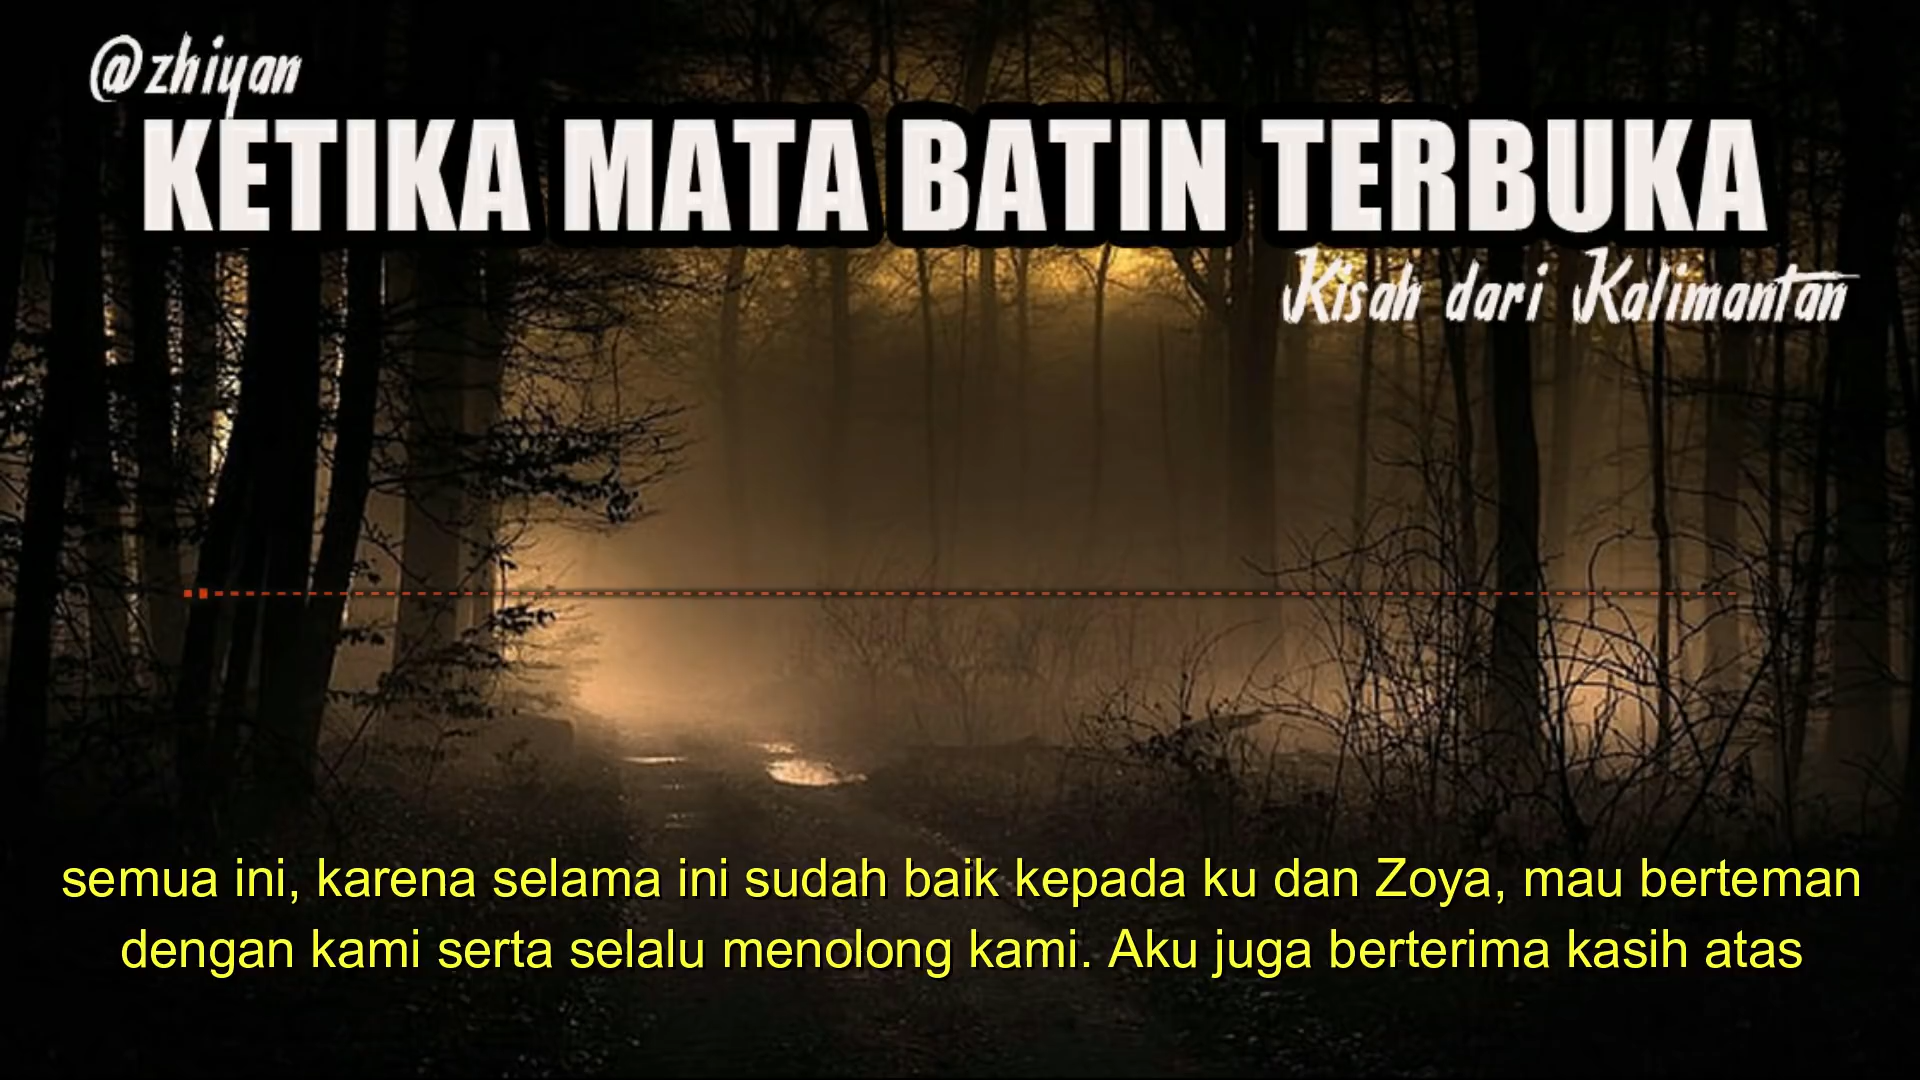 @zhiyan
KETIKA MATA BATIN TERBUKA
Kisah dari Kalimantan
semua ini, karena selama ini sudah baik kepada ku dan Zoya, mau berteman
dengan kami serta selalu menolong kami. Aku juga berterima kasih atas